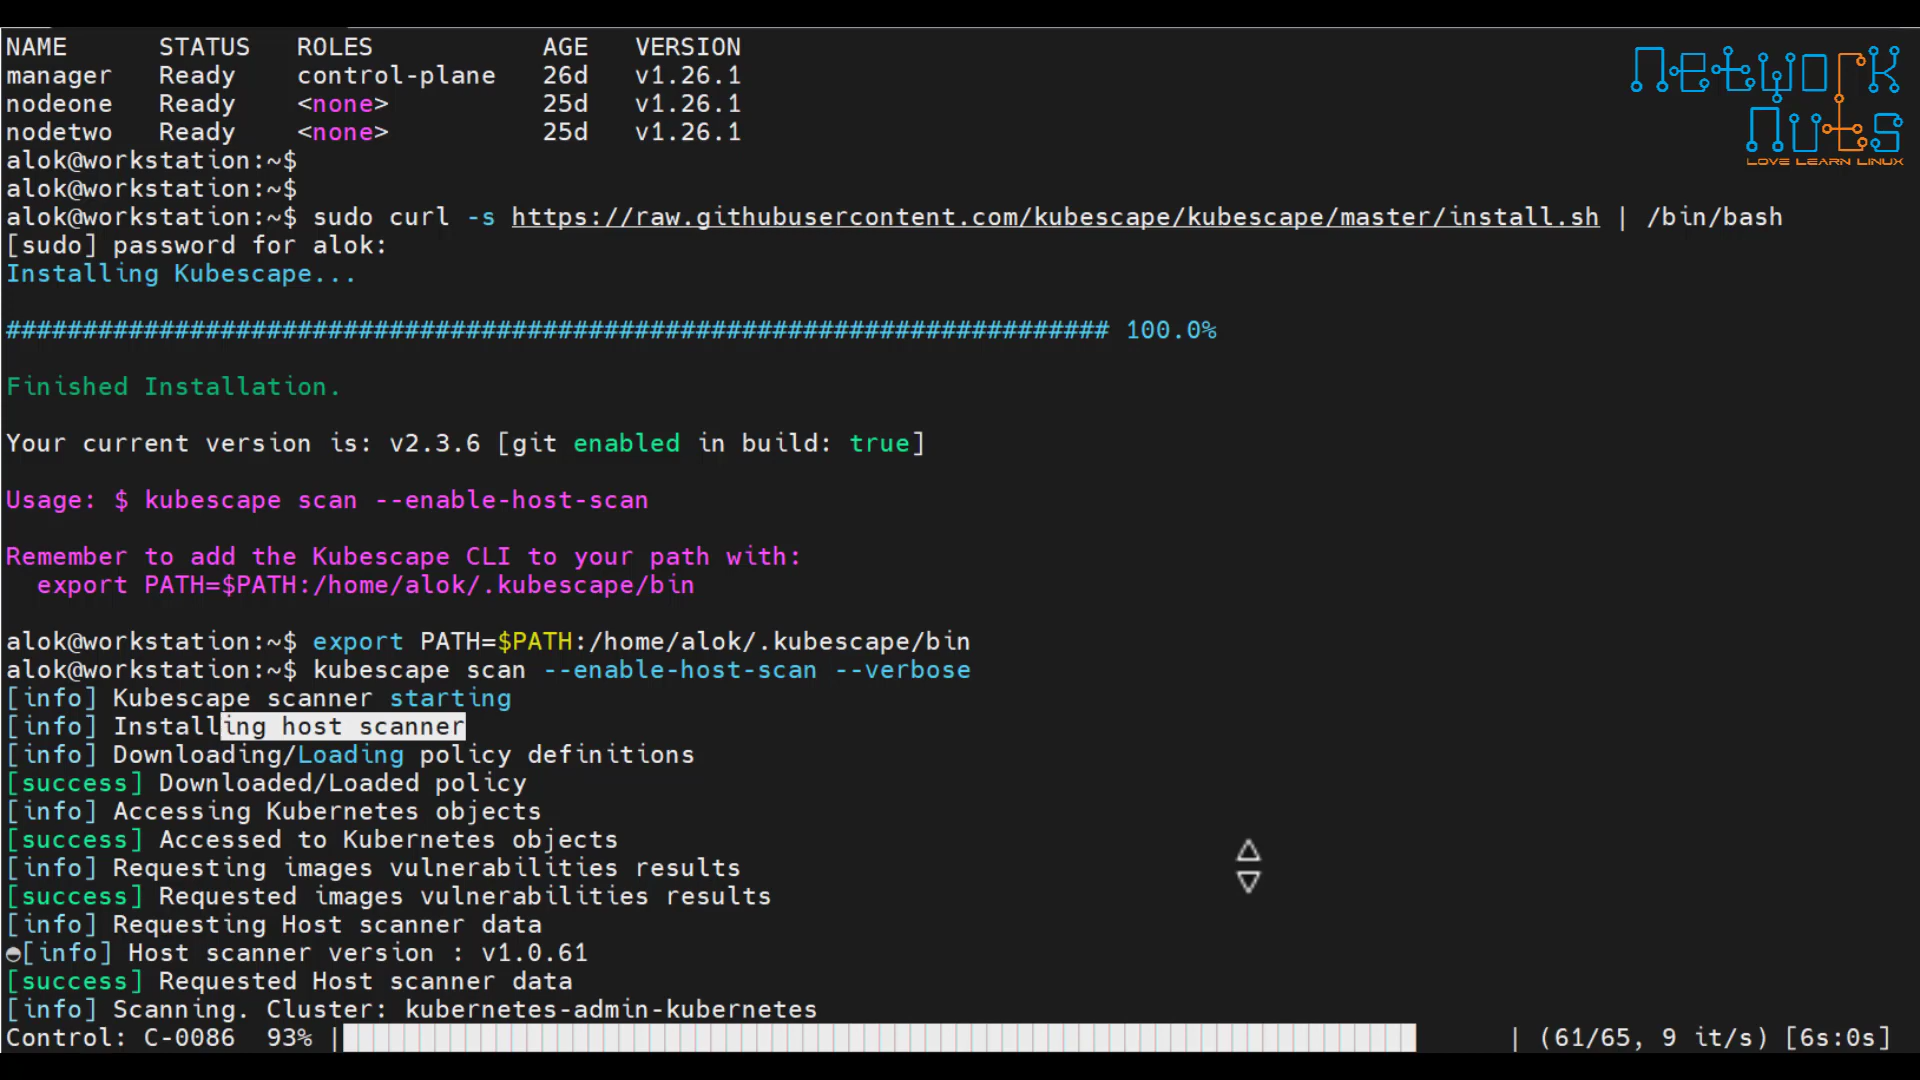 NAME STATUS ROLES AGE VERSION
manager Ready control-plane 26d v1.26.1
nodeone Ready <none> 25d v1.26.1
nodetwo Ready <none> 25d v1.26.1
alok@workstation:~$
alok@workstation:~$
alok@workstation:~$ sudo curl -s https://raw.githubusercontent.com/kubescape/kubescape/master/install.sh | /bin/bash
[sudo] password for alok:
Installing Kubescape...
######################################################################## 100.0%
Finished Installation.
Your current version is: v2.3.6 [git enabled in build: true]
Usage: $ kubescape scan --enable-host-scan
Remember to add the Kubescape CLI to your path with:
export PATH=$PATH:/home/alok/.kubescape/bin
alok@workstation:~$ export PATH=$PATH:/home/alok/.kubescape/bin
alok@workstation:~$ kubescape scan --enable-host-scan --verbose
[info] Kubescape scanner starting
[info] Installing host scanner
[info] Downloading/Loading policy definitions
[success] Downloaded/Loaded policy
[info] Accessing Kubernetes objects
[success] Accessed to Kubernetes objects
[info] Requesting images vulnerabilities results
[success] Requested images vulnerabilities results
[info] Requesting Host scanner data
◓[info] Host scanner version : v1.0.61
[success] Requested Host scanner data
[info] Scanning. Cluster: kubernetes-admin-kubernetes
Control: C-0086 93% | | (61/65, 9 it/s) [6s:0s]
Network
Nuts
LOVE LEARN LINUX